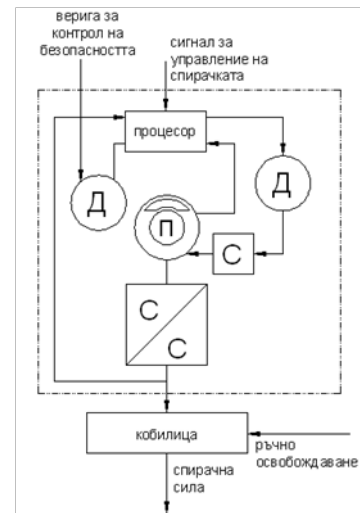 верига за
контрол на
безопасността
сигнал за
управление на
спирачката
процесор
Д
Д
П
С
С
С
кобилица
ръчно
освобождаване
спирачна
сила